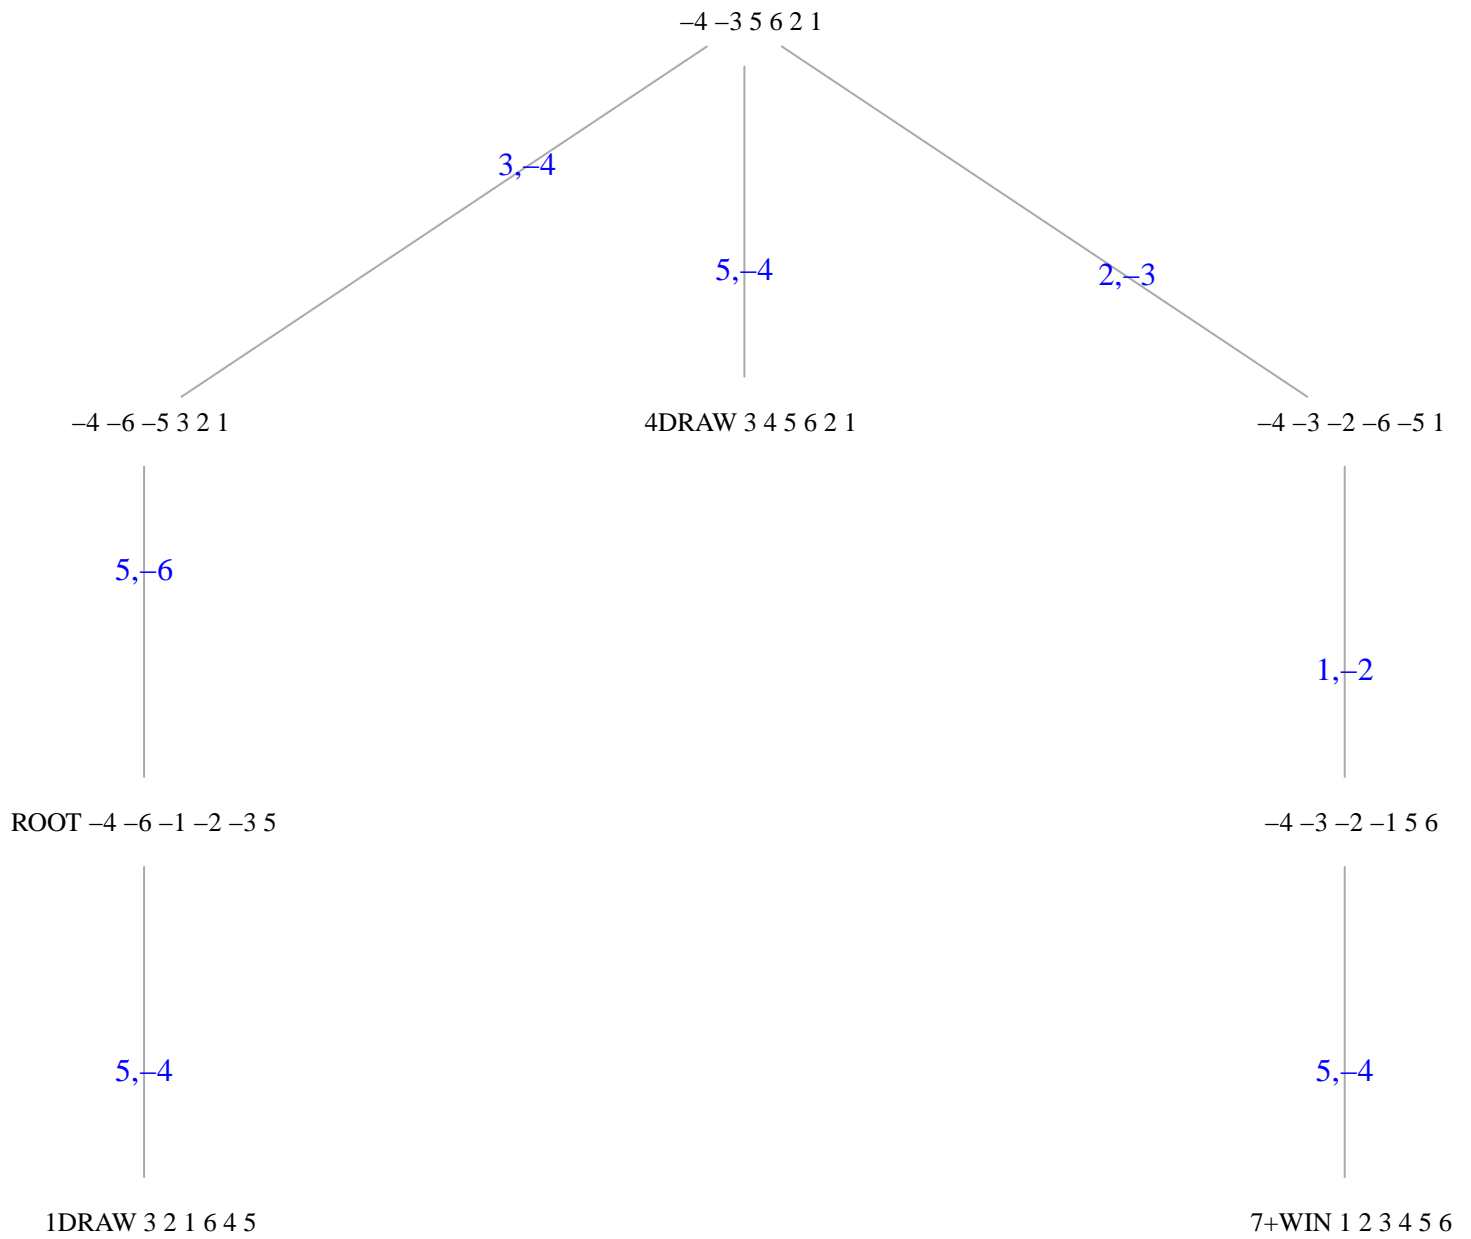 –4 –3 5 6 2 1
3,–4
5,–4
2,–3
–4 –6 –5 3 2 1
4DRAW 3 4 5 6 2 1
–4 –3 –2 –6 –5 1
5,–6
1,–2
ROOT –4 –6 –1 –2 –3 5
–4 –3 –2 –1 5 6
5,–4
5,–4
1DRAW 3 2 1 6 4 5
7+WIN 1 2 3 4 5 6